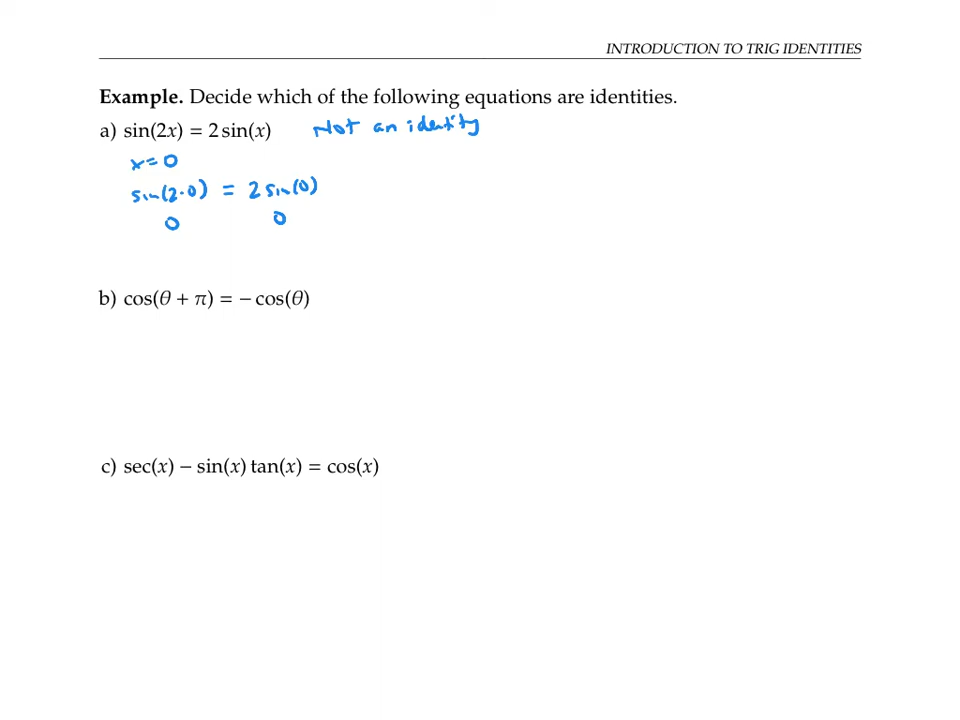 INTRODUCTION TO TRIG IDENTITIES
Example. Decide which of the following equations are identities.
a) sin(2x) = 2 sin(x) Not an identity
x = 0
sin(2·0) = 2 sin(0)
0 0
b) cos(θ + π) = − cos(θ)
c) sec(x) − sin(x) tan(x) = cos(x)